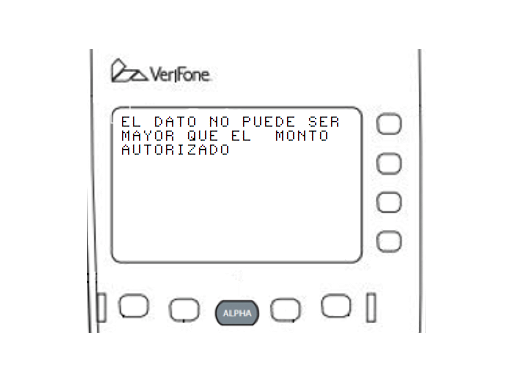 VeriFone.
EL DATO NO PUEDE SER
MAYOR QUE EL MONTO
AUTORIZADO
ALPHA